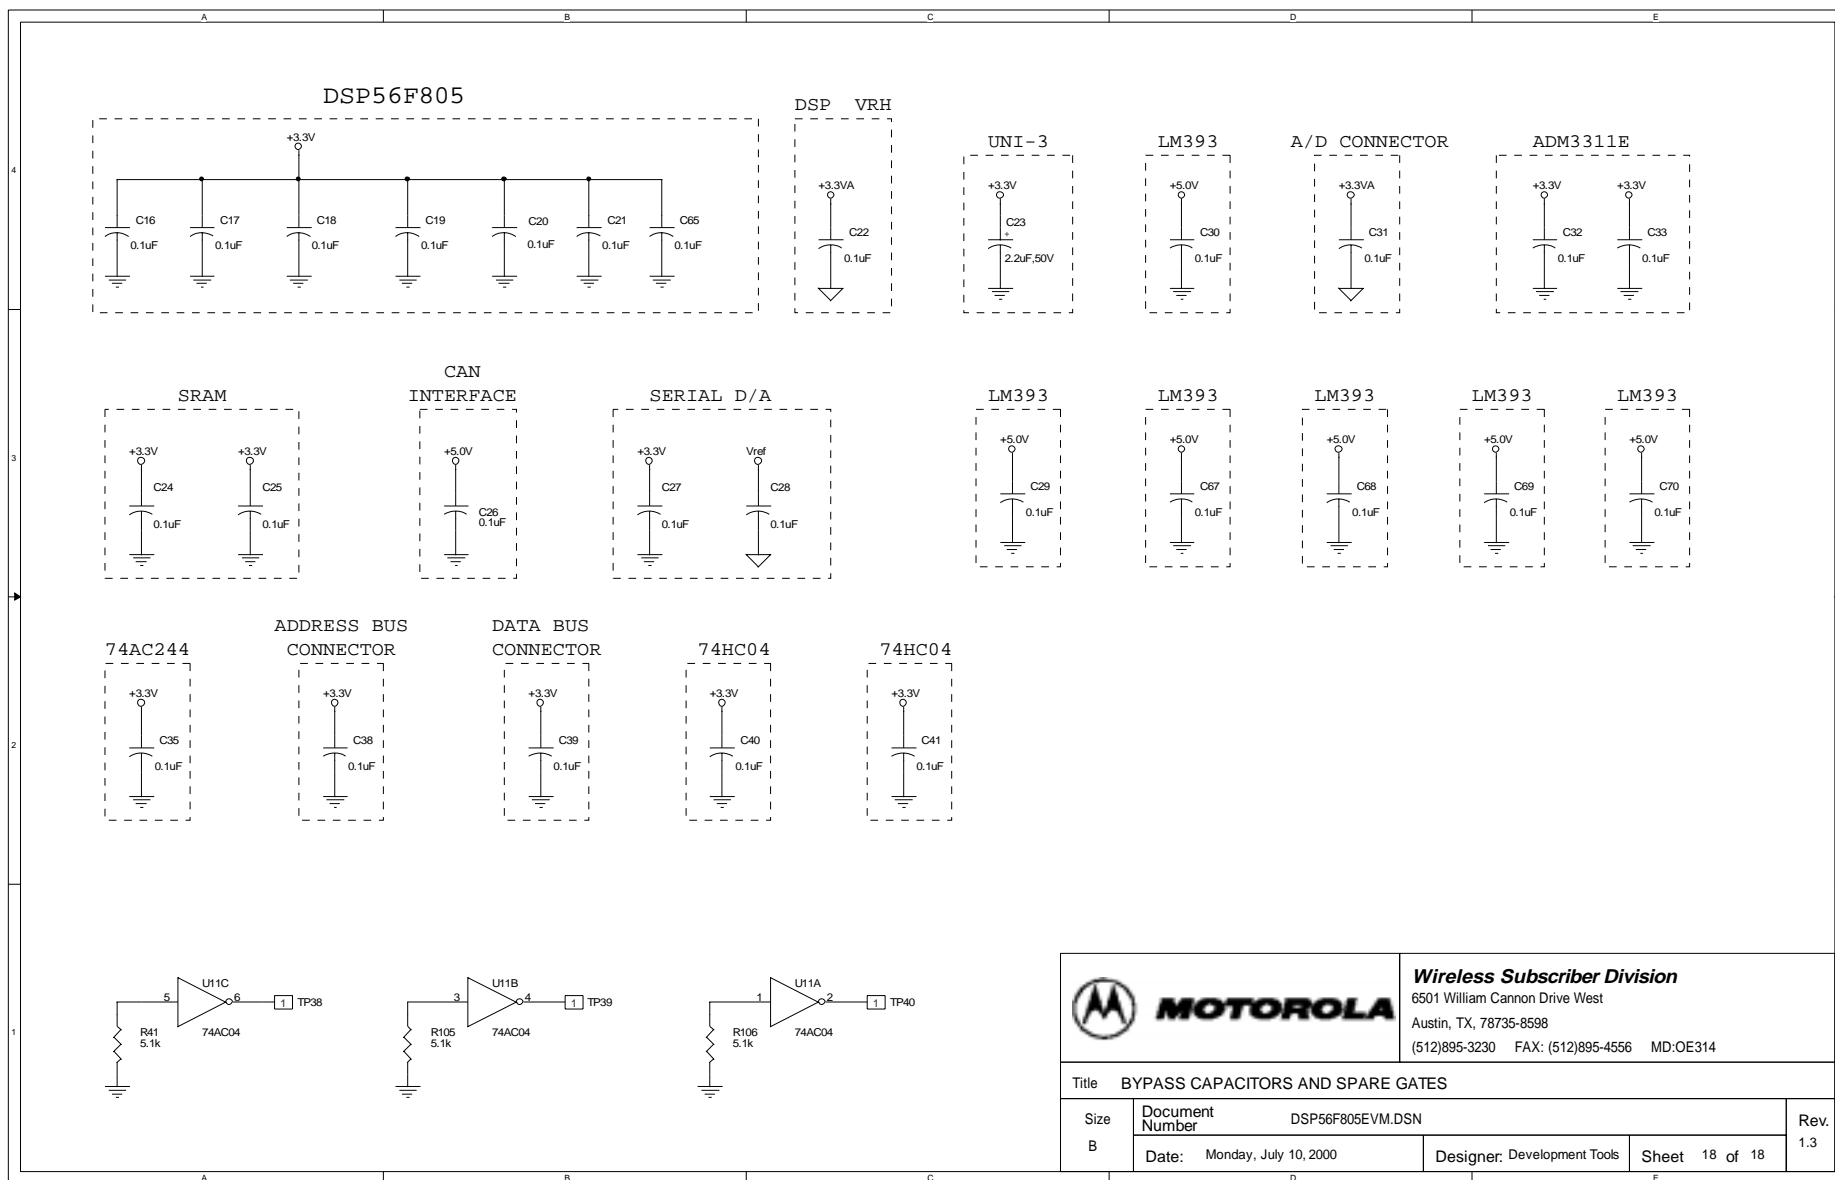 A B C D E
DSP56F805
+3.3V
C16 0.1uF
C17 0.1uF
C18 0.1uF
C19 0.1uF
C20 0.1uF
C21 0.1uF
C65 0.1uF
DSP VRH
+3.3VA
C22
0.1uF
UNI-3
+3.3V
C23
+
2.2uF,50V
LM393
+5.0V
C30
0.1uF
A/D CONNECTOR
+3.3VA
C31
0.1uF
ADM3311E
+3.3V
C32
0.1uF
+3.3V
C33
0.1uF
4
SRAM
+3.3V
C24
0.1uF
+3.3V
C25
0.1uF
CAN
INTERFACE
+5.0V
C26
0.1uF
SERIAL D/A
+3.3V
C27
0.1uF
Vref
C28
0.1uF
LM393
+5.0V
C29
0.1uF
LM393
+5.0V
C67
0.1uF
LM393
+5.0V
C68
0.1uF
LM393
+5.0V
C69
0.1uF
LM393
+5.0V
C70
0.1uF
3
74AC244
+3.3V
C35
0.1uF
ADDRESS BUS
CONNECTOR
+3.3V
C38
0.1uF
DATA BUS
CONNECTOR
+3.3V
C39
0.1uF
74HC04
+3.3V
C40
0.1uF
74HC04
+3.3V
C41
0.1uF
2
U11C
5 6 1 TP38
74AC04
R41
5.1k
U11B
3 4 1 TP39
74AC04
R105
5.1k
U11A
1 2 1 TP40
74AC04
R106
5.1k
1
MOTOROLA
Wireless Subscriber Division
6501 William Cannon Drive West
Austin, TX, 78735-8598
(512)895-3230 FAX: (512)895-4556 MD:OE314
Title BYPASS CAPACITORS AND SPARE GATES
Size
B
Document
Number
DSP56F805EVM.DSN
Rev.
1.3
Date: Monday, July 10, 2000
Designer: Development Tools
Sheet 18 of 18
A B C D E